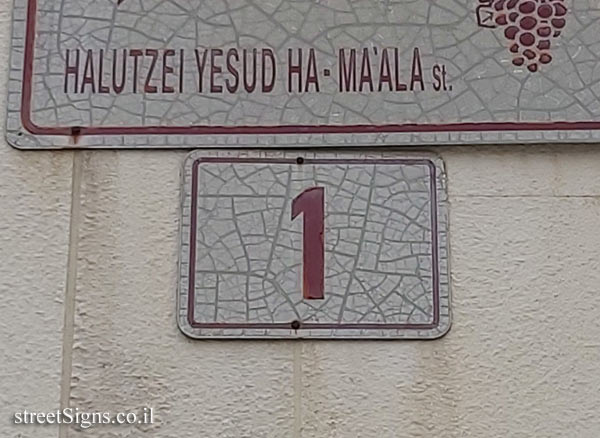 HALUTZEI YESUD HA - MA'ALA St.
1
streetSigns.co.il